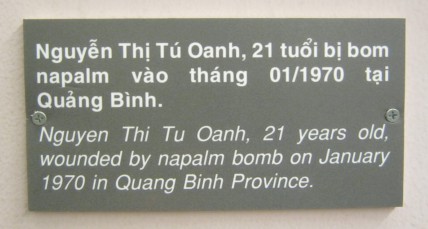 Nguyễn Thị Tú Oanh, 21 tuổi bị bom
napalm vào tháng 01/1970 tại
Quảng Bình.
Nguyen Thi Tu Oanh, 21 years old,
wounded by napalm bomb on January
1970 in Quang Binh Province.